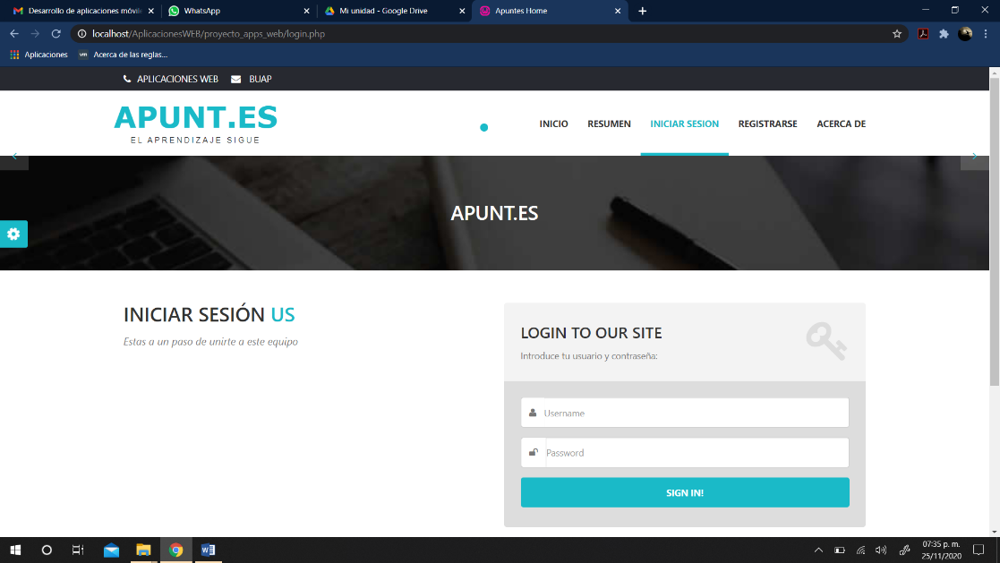 Desarrollo de aplicaciones móvile
WhatsApp
Mi unidad - Google Drive
Apuntes Home
localhost/AplicacionesWEB/proyecto_apps_web/login.php
Aplicaciones
vm
Acerca de las reglas...
APLICACIONES WEB
BUAP
APUNT.ES
EL APRENDIZAJE SIGUE
INICIO
RESUMEN
INICIAR SESION
REGISTRARSE
ACERCA DE
APUNT.ES
INICIAR SESIÓN US
Estas a un paso de unirte a este equipo
LOGIN TO OUR SITE
Introduce tu usuario y contraseña:
Username
Password
SIGN IN!
07:35 p. m.
25/11/2020